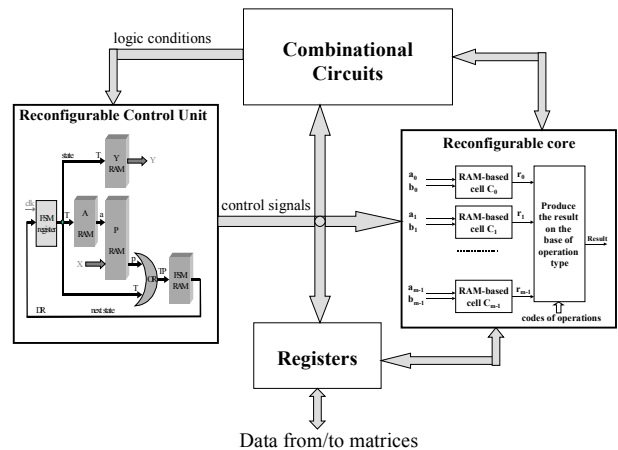 logic conditions
Combinational
Circuits
Reconfigurable Control Unit
state
T
Y
RAM
Y
clk
FSM
register
T
A
RAM
a
P
RAM
X
p
T
OR
TP
FSM
RAM
DR
next state
control signals
Reconfigurable core
a0
b0
RAM-based
cell C0
r0
a1
b1
RAM-based
cell C1
r1
am-1
bm-1
RAM-based
cell Cm-1
rm-1
Produce
the result
on the
base of
operation
type
Result
codes of operations
Registers
Data from/to matrices